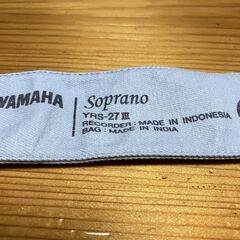 YAMAHA
Soprano
YRS-27 III
RECORDER : MADE IN INDONESIA
BAG : MADE IN INDIA